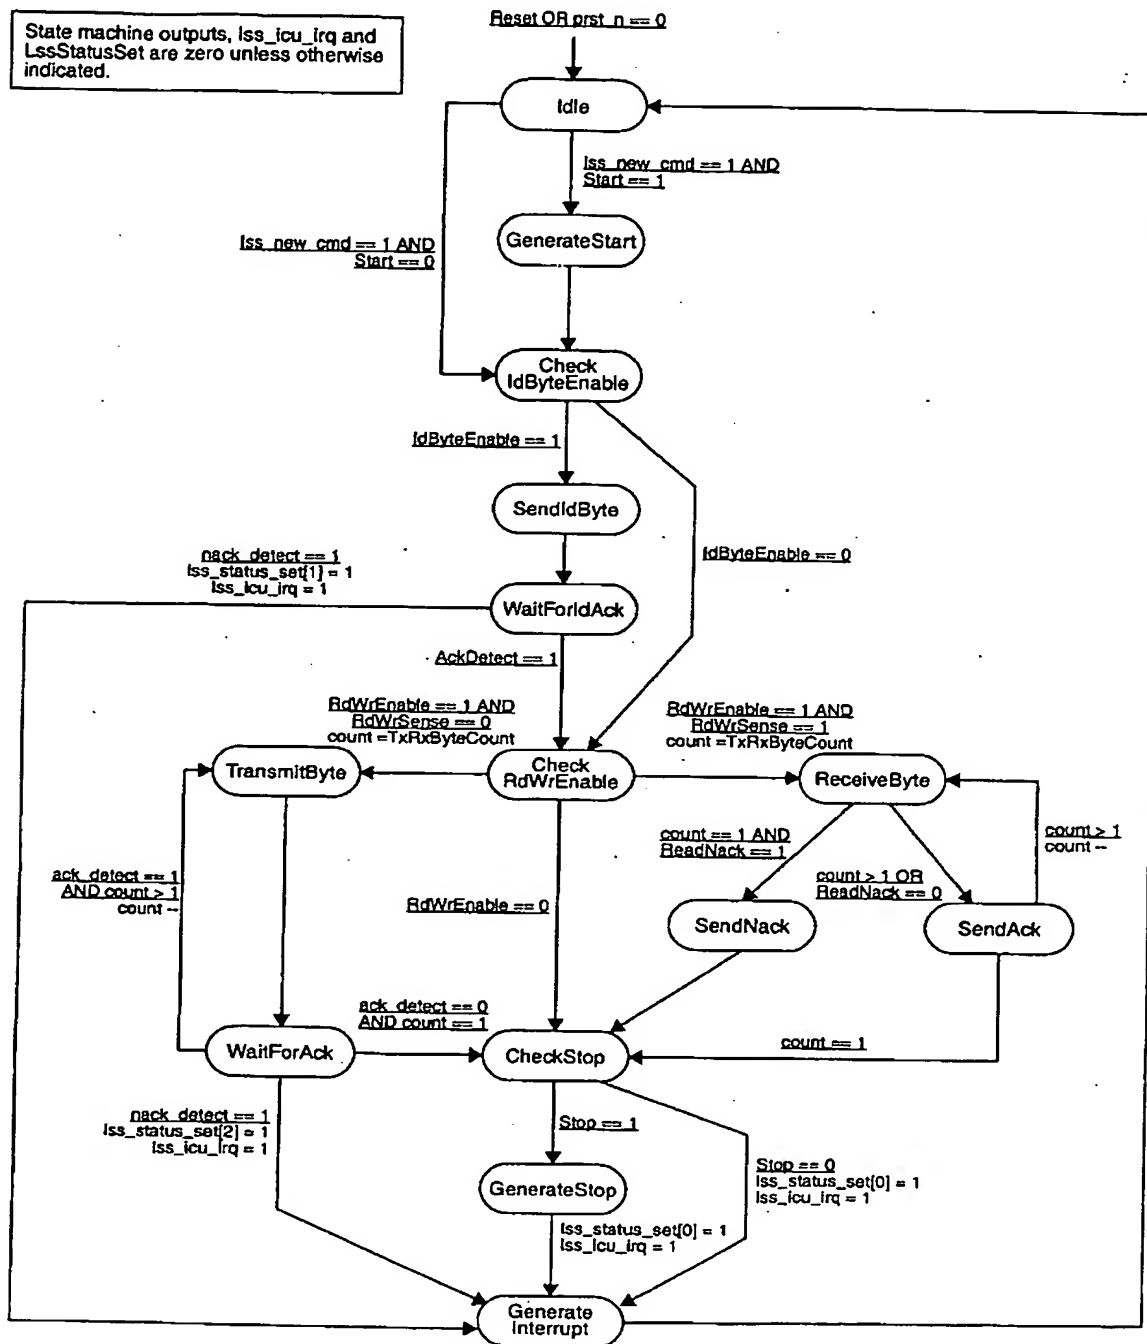 Reset OR prst_n == 0
State machine outputs, lss_icu_irq and
LssStatusSet are zero unless otherwise
indicated.
Idle
lss_new_cmd == 1 AND
Start == 1
GenerateStart
lss_new_cmd == 1 AND
Start == 0
Check
IdByteEnable
IdByteEnable == 1
SendIdByte
IdByteEnable == 0
nack_detect == 1
lss_status_set[1] = 1
lss_icu_irq = 1
WaitForIdAck
AckDetect == 1
RdWrEnable == 1 AND
RdWrSense == 0
count =TxRxByteCount
RdWrEnable == 1 AND
RdWrSense == 1
count =TxRxByteCount
TransmitByte
Check
RdWrEnable
ReceiveByte
count == 1 AND
ReadNack == 1
count > 1
count --
ack_detect == 1
AND count > 1
count --
count > 1 OR
ReadNack == 0
RdWrEnable == 0
SendNack
SendAck
ack_detect == 0
AND count == 1
WaitForAck
CheckStop
count == 1
nack_detect == 1
lss_status_set[2] = 1
lss_icu_irq = 1
Stop == 1
Stop == 0
lss_status_set[0] = 1
lss_icu_irq = 1
GenerateStop
lss_status_set[0] = 1
lss_icu_irq = 1
Generate
Interrupt